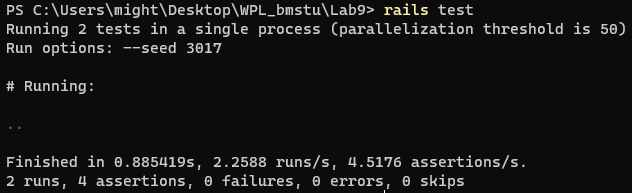 PS C:\Users\might\Desktop\WPL_bmstu\Lab9> rails test
Running 2 tests in a single process (parallelization threshold is 50)
Run options: --seed 3017
# Running:
..
Finished in 0.885419s, 2.2588 runs/s, 4.5176 assertions/s.
2 runs, 4 assertions, 0 failures, 0 errors, 0 skips